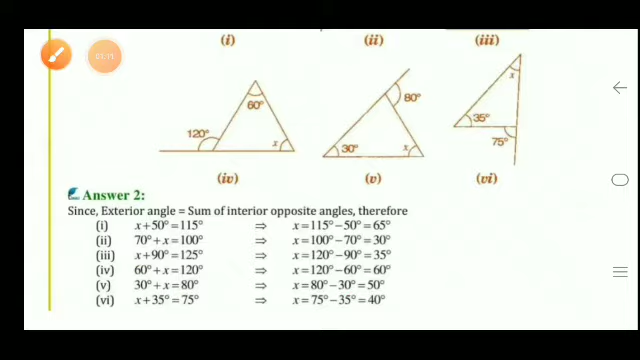 (i) (ii) (iii)
120° 60° x
30° 80° x
35° x 75°
(iv) (v) (vi)
Answer 2:
Since, Exterior angle = Sum of interior opposite angles, therefore
(i) x+50°=115° ⇒ x=115°−50°=65°
(ii) 70°+x=100° ⇒ x=100°−70°=30°
(iii) x+90°=125° ⇒ x=120°−90°=35°
(iv) 60°+x=120° ⇒ x=120°−60°=60°
(v) 30°+x=80° ⇒ x=80°−30°=50°
(vi) x+35°=75° ⇒ x=75°−35°=40°